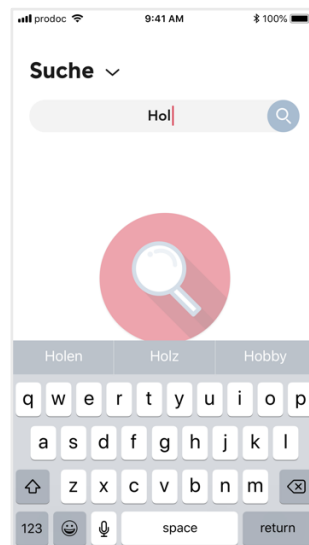 prodoc 9:41 AM 100%
Suche
Hol
Holen Holz Hobby
q w e r t y u i o p
a s d f g h j k l
z x c v b n m
123 space return